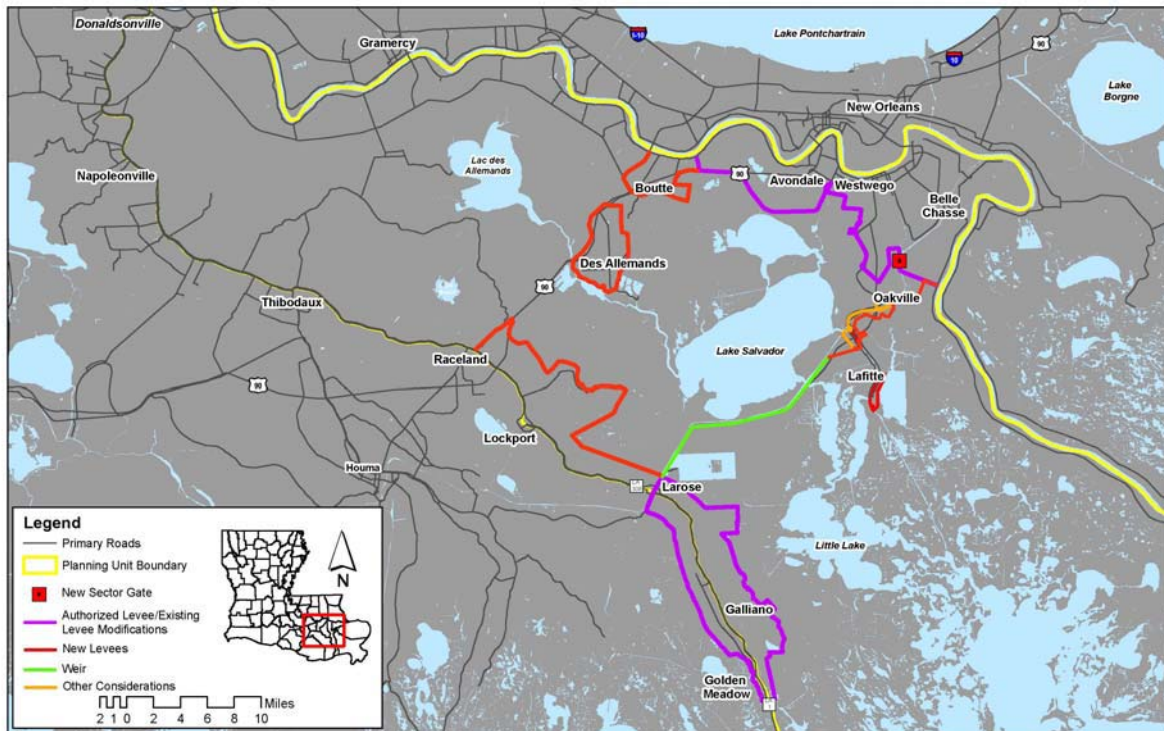 Donaldsonville
Gramercy
I-10
Lake Pontchartrain
90
10
Lake
Borgne
New Orleans
Lac des
Allemands
Napoleonville
90
Avondale
Westwego
Boutte
Belle
Chasse
Des Allemands
90
Thibodaux
Oakville
Raceland
Lake Salvador
90
Lafitte
Lockport
Houma
Larose
Little Lake
Galliano
Golden
Meadow
Legend
Primary Roads
Planning Unit Boundary
New Sector Gate
Authorized Levee/Existing
Levee Modifications
New Levees
Weir
Other Considerations
N
2 1 0 2 4 6 8 10 Miles